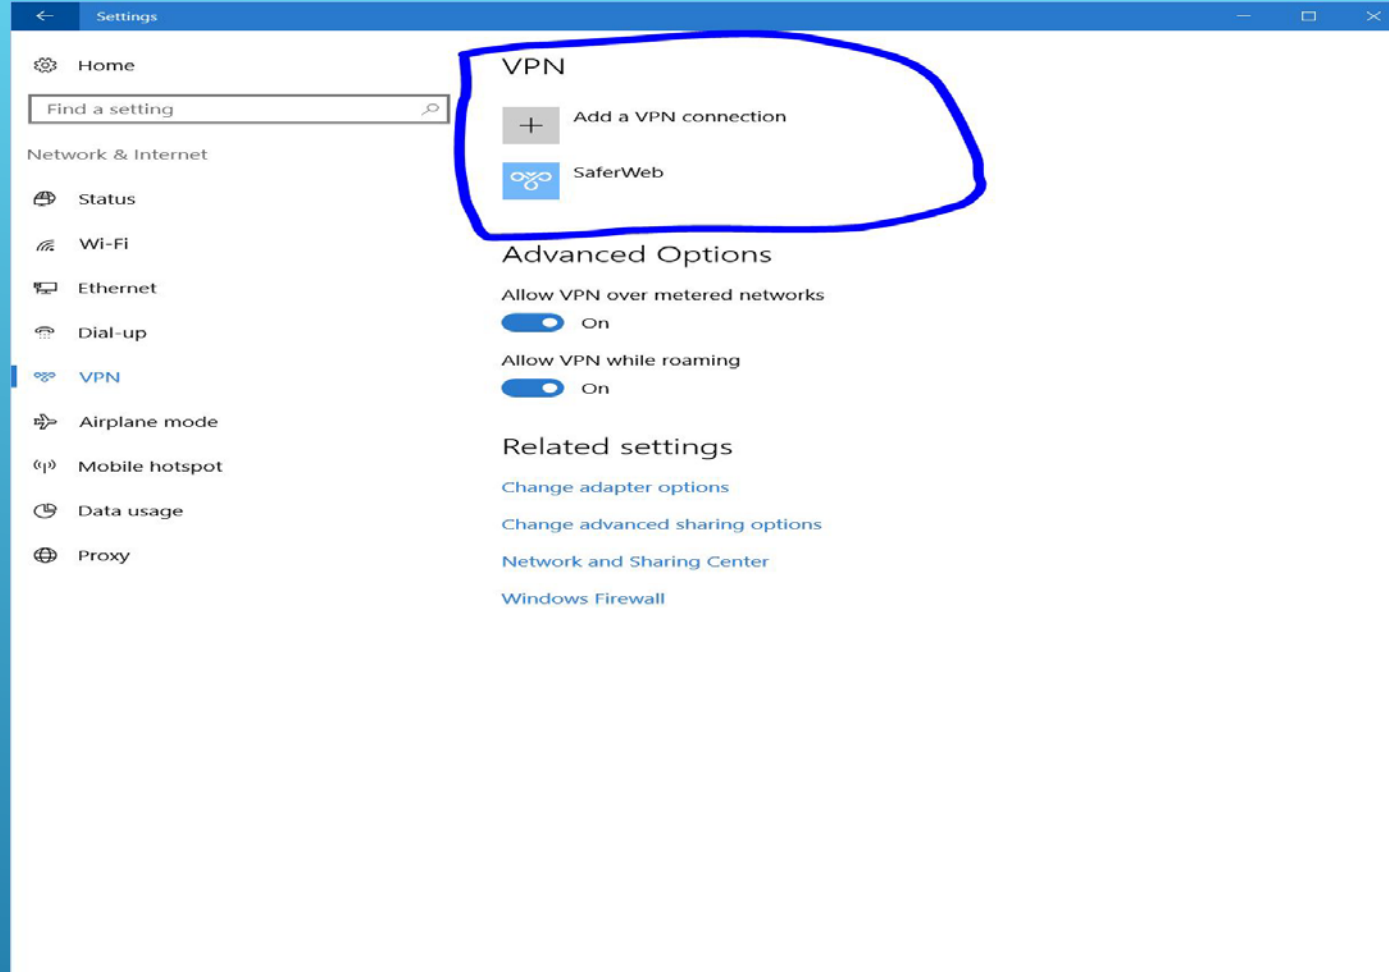 Settings
Home
Find a setting
Network & Internet
Status
Wi-Fi
Ethernet
Dial-up
VPN
Airplane mode
Mobile hotspot
Data usage
Proxy
VPN
Add a VPN connection
SaferWeb
Advanced Options
Allow VPN over metered networks
On
Allow VPN while roaming
On
Related settings
Change adapter options
Change advanced sharing options
Network and Sharing Center
Windows Firewall